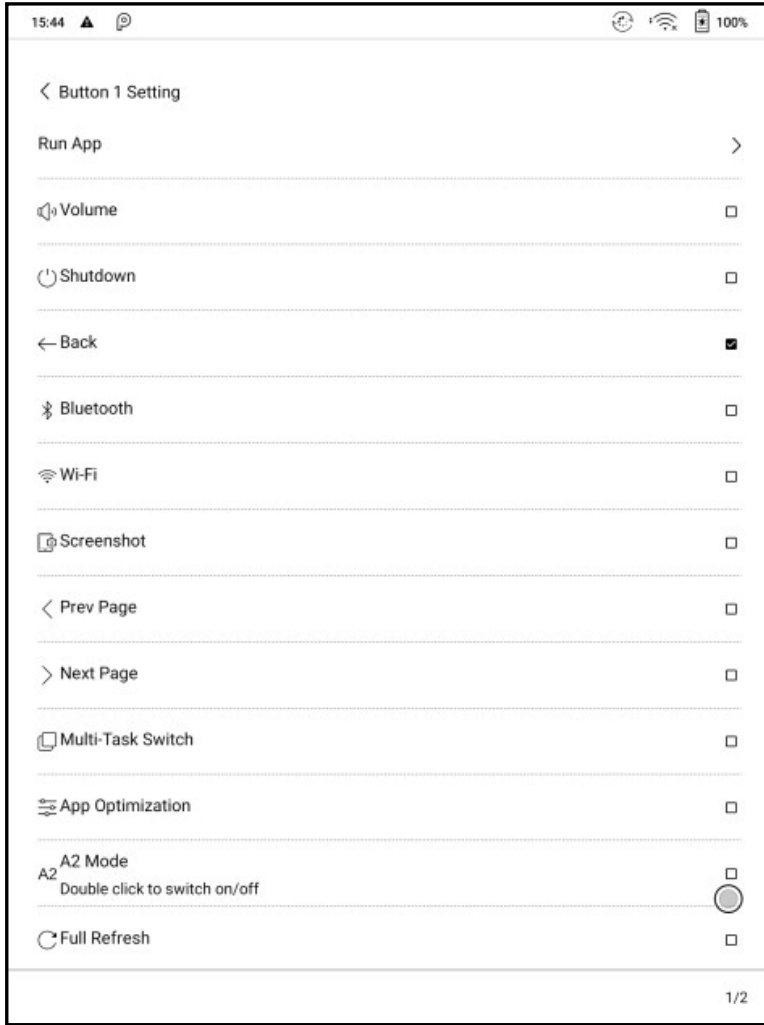 15:44 100%
Button 1 Setting
Run App
Volume
Shutdown
Back
Bluetooth
Wi-Fi
Screenshot
Prev Page
Next Page
Multi-Task Switch
App Optimization
A2 A2 Mode
Double click to switch on/off
Full Refresh
1/2